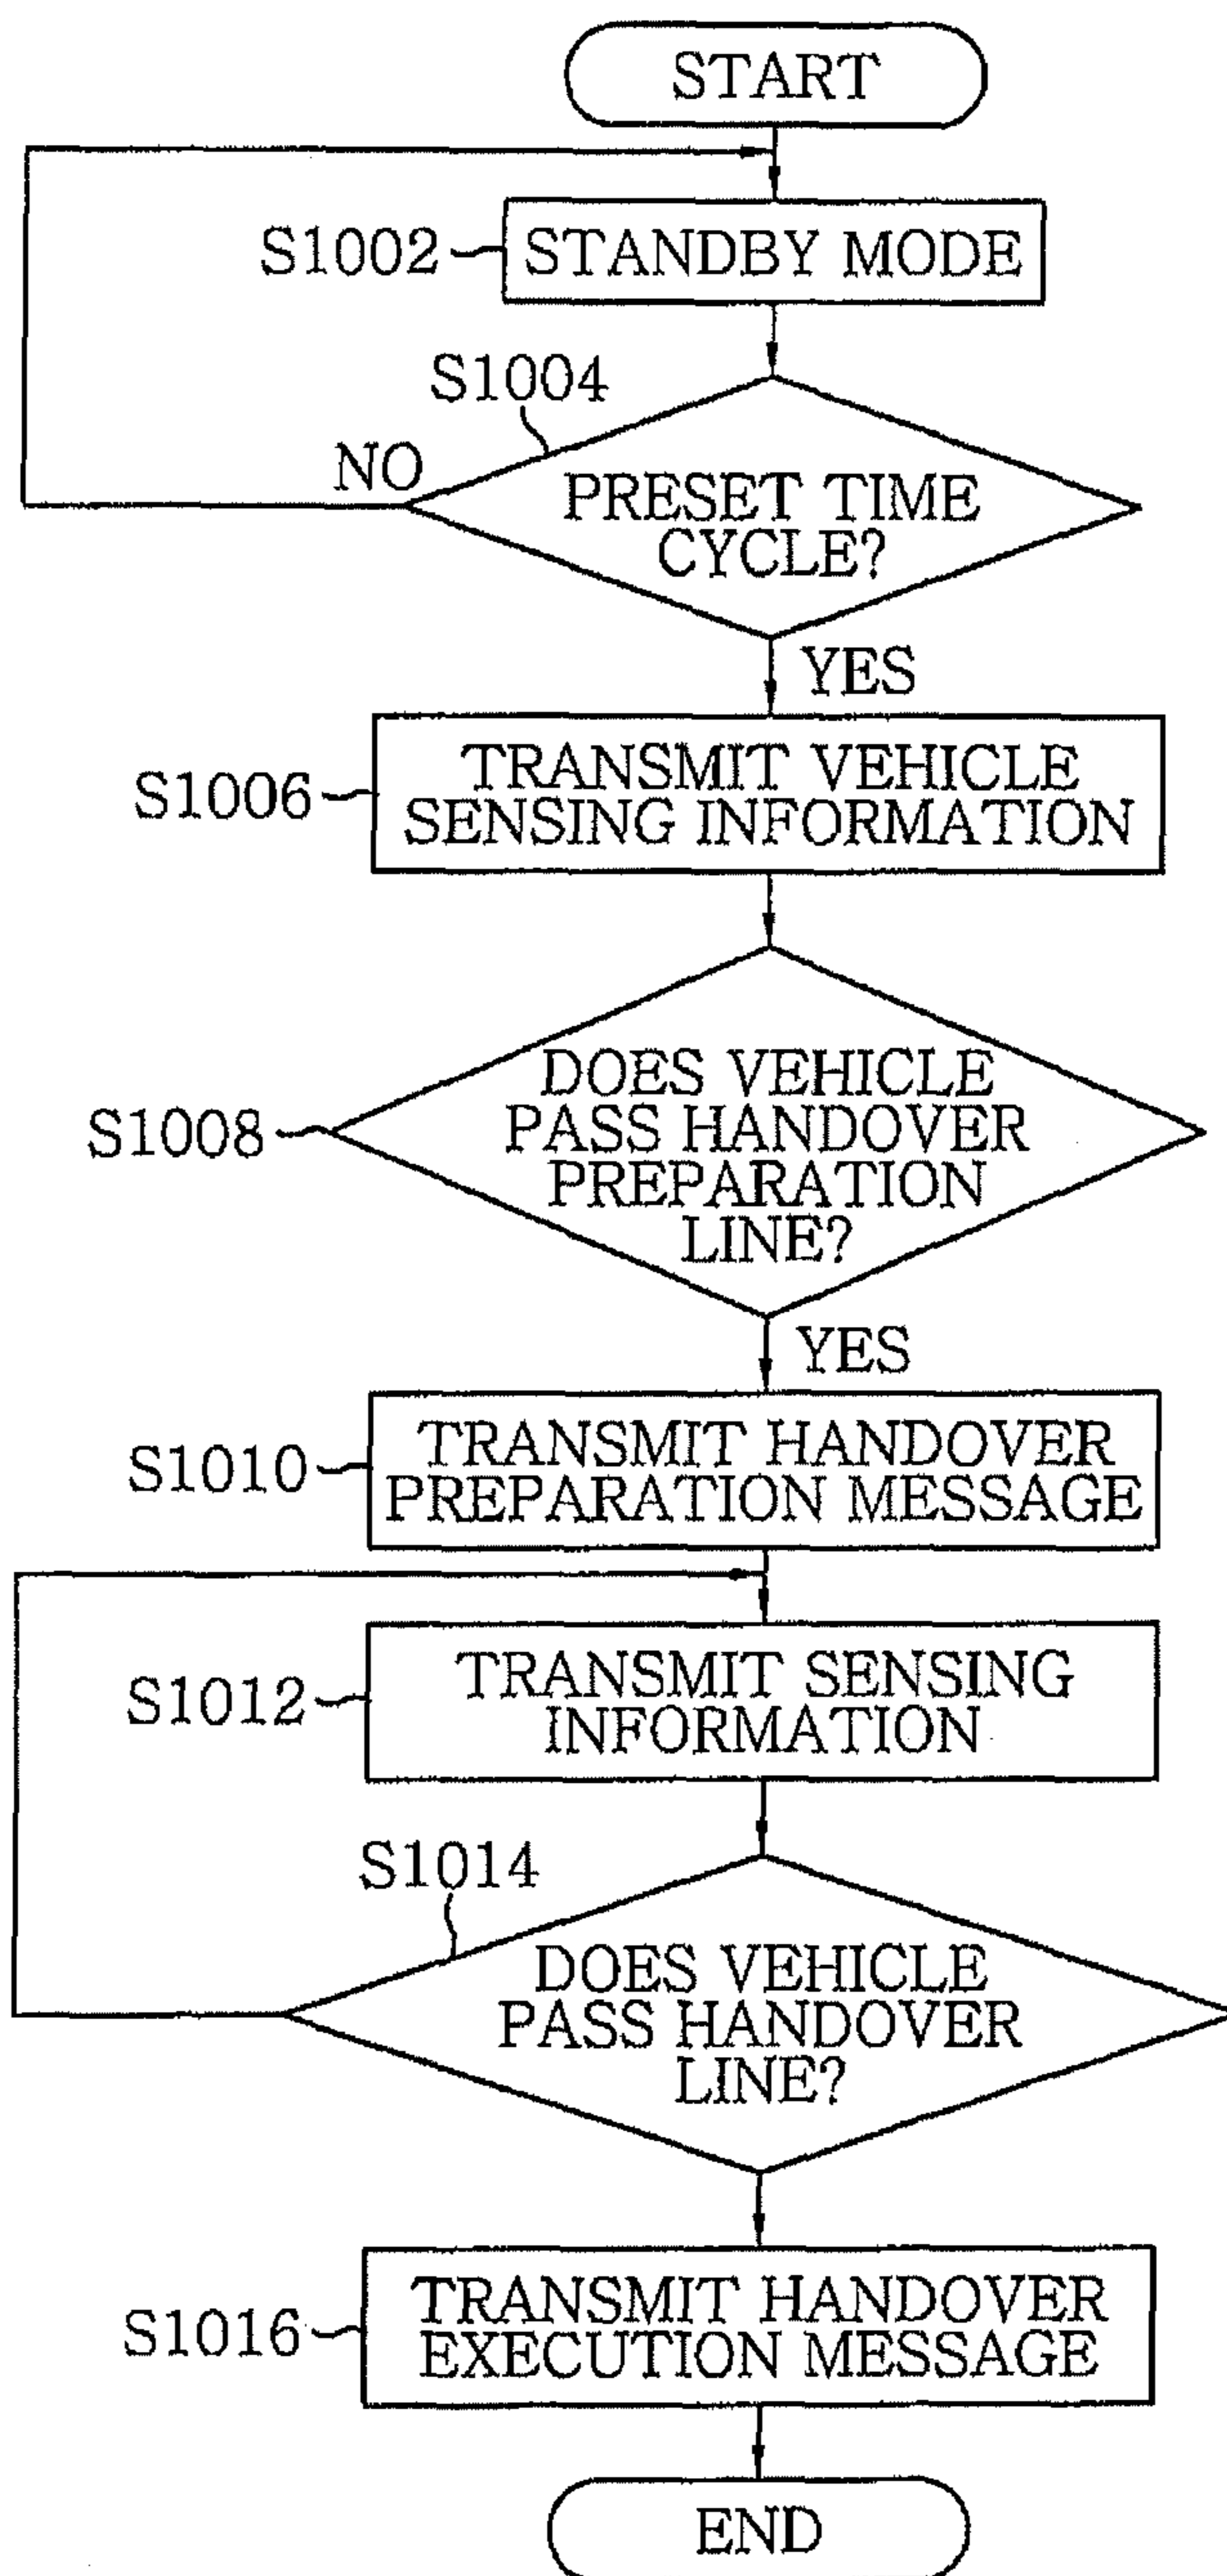 START
S1002
STANDBY MODE
S1004
NO
PRESET TIME
CYCLE?
YES
S1006
TRANSMIT VEHICLE
SENSING INFORMATION
S1008
DOES VEHICLE
PASS HANDOVER
PREPARATION
LINE?
YES
S1010
TRANSMIT HANDOVER
PREPARATION MESSAGE
S1012
TRANSMIT SENSING
INFORMATION
S1014
DOES VEHICLE
PASS HANDOVER
LINE?
S1016
TRANSMIT HANDOVER
EXECUTION MESSAGE
END